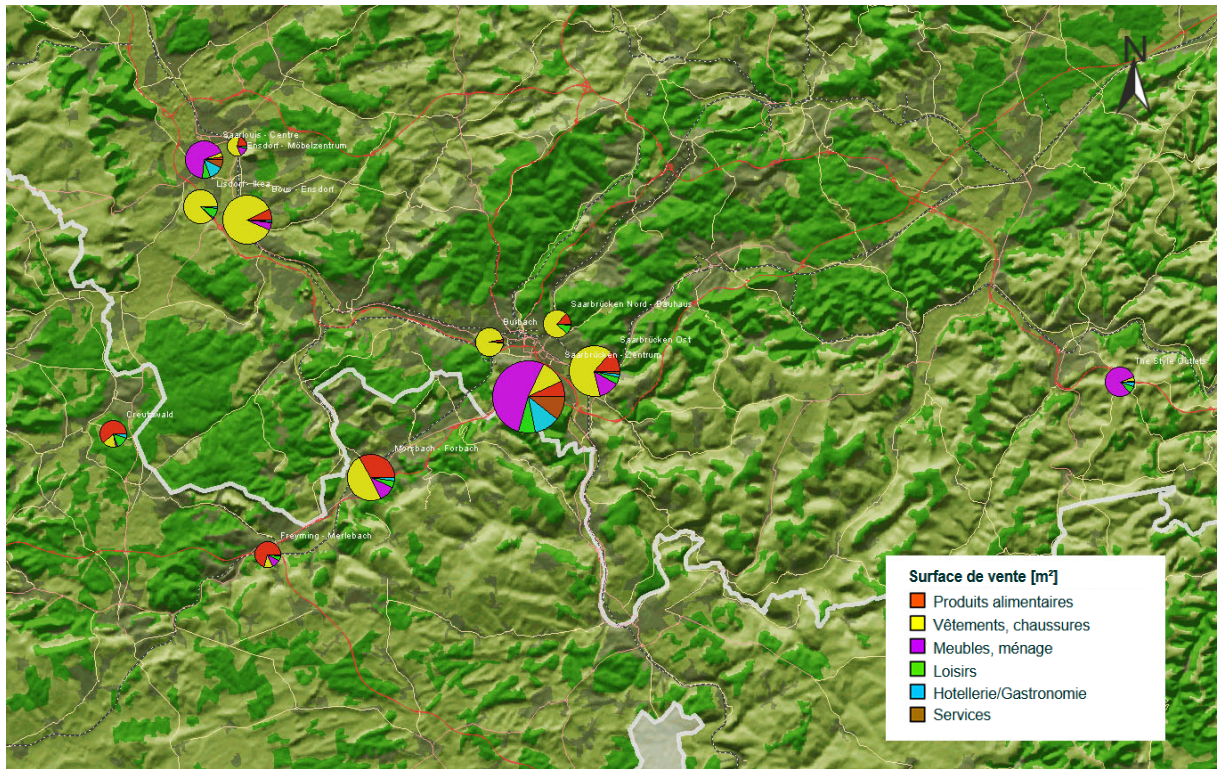 N
Saarlouis - Centre
Ensdorf - Möbelzentrum
Lisdorf - Ikea
Bous - Ensdorf
Saarbrücken Nord - Bauhaus
Burbach
Saarbrücken Ost
Saarbrücken - Zentrum
The Style Outlets
Creutzwald
Morsbach - Forbach
Freyming - Merlebach
Surface de vente [m²]
Produits alimentaires
Vêtements, chaussures
Meubles, ménage
Loisirs
Hotellerie/Gastronomie
Services